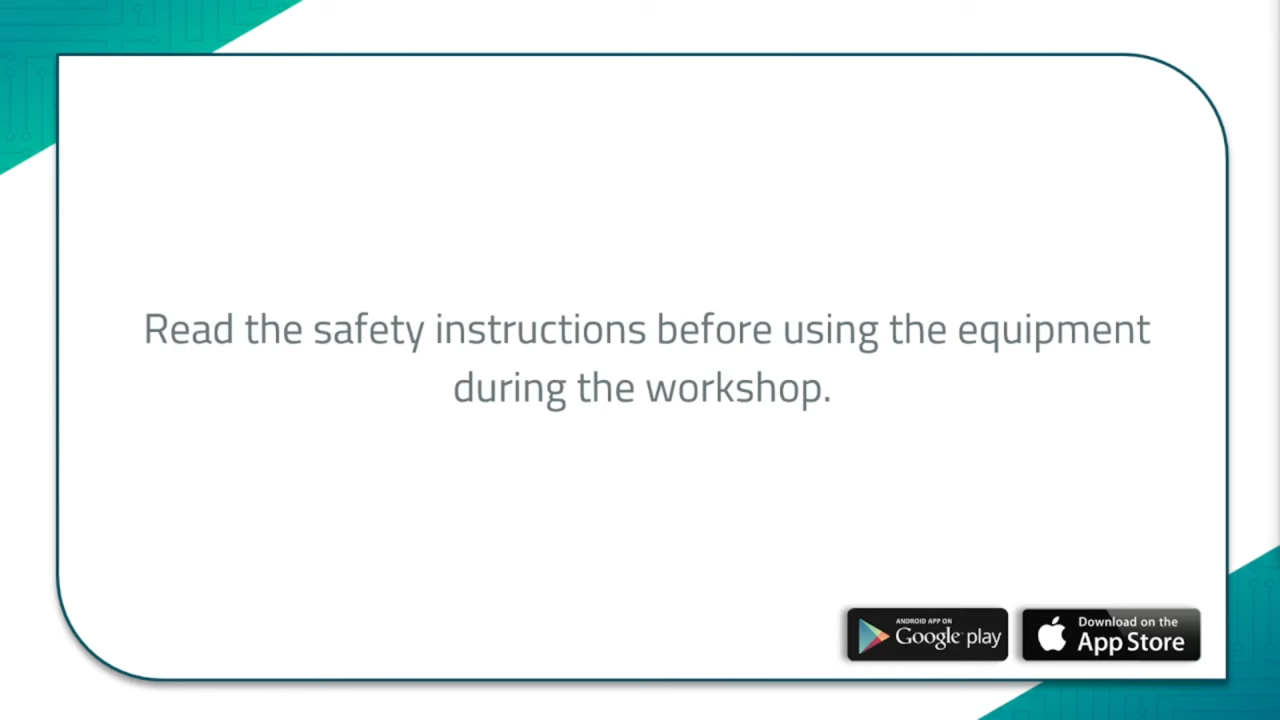 Read the safety instructions before using the equipment
during the workshop.
ANDROID APP ON
Google play
Download on the
App Store